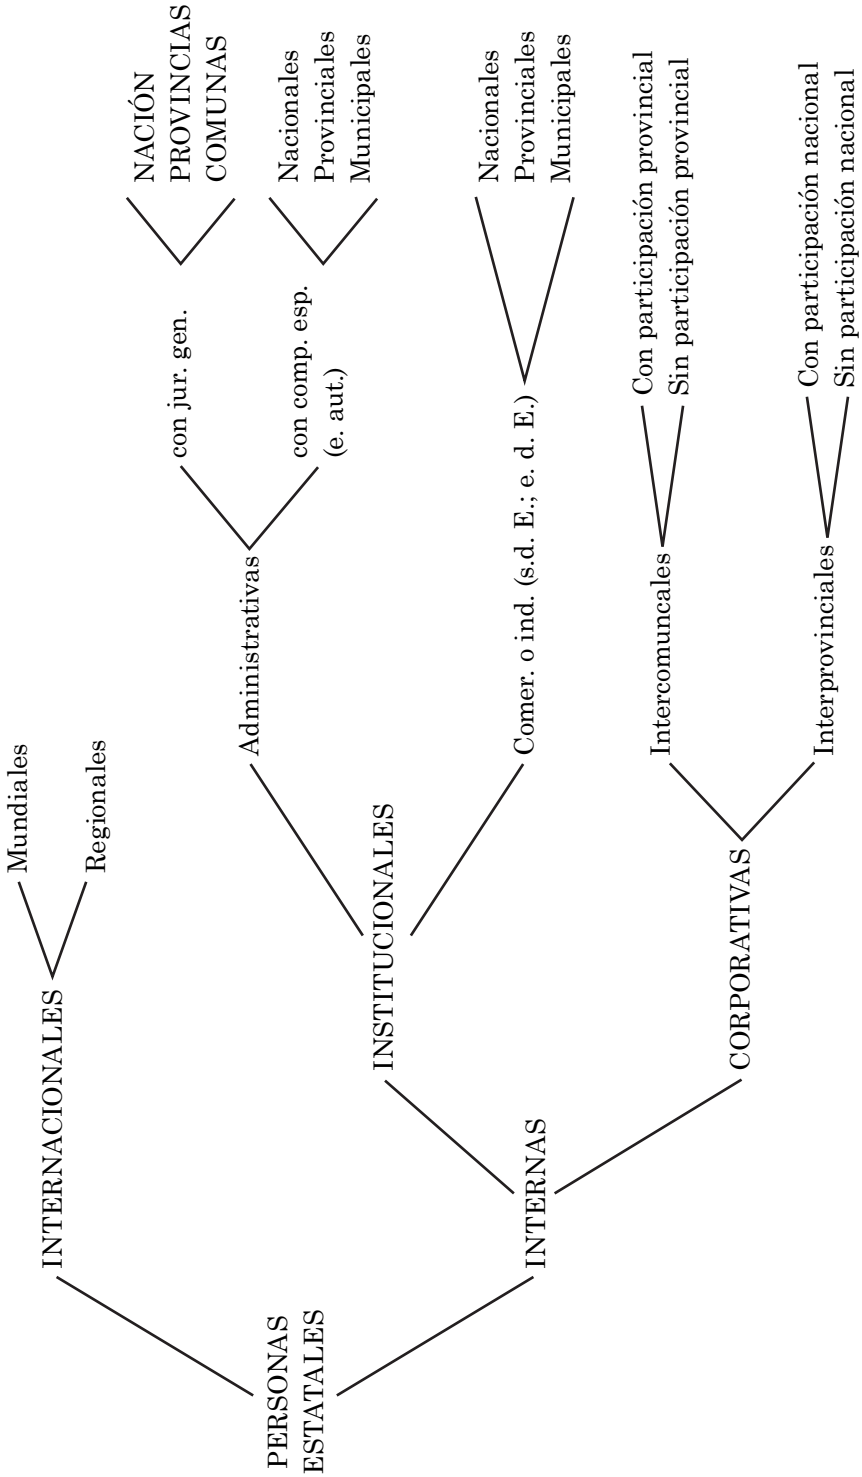 PERSONAS
ESTATALES
INTERNACIONALES
Mundiales
Regionales
INTERNAS
INSTITUCIONALES
Administrativas
con jur. gen.
NACIÓN
PROVINCIAS
COMUNAS
con comp. esp.
(e. aut.)
Nacionales
Provinciales
Municipales
Comer. o ind. (s.d. E.; e. d. E.)
Nacionales
Provinciales
Municipales
CORPORATIVAS
Intercomuncales
Con participación provincial
Sin participación provincial
Interprovinciales
Con participación nacional
Sin participación nacional